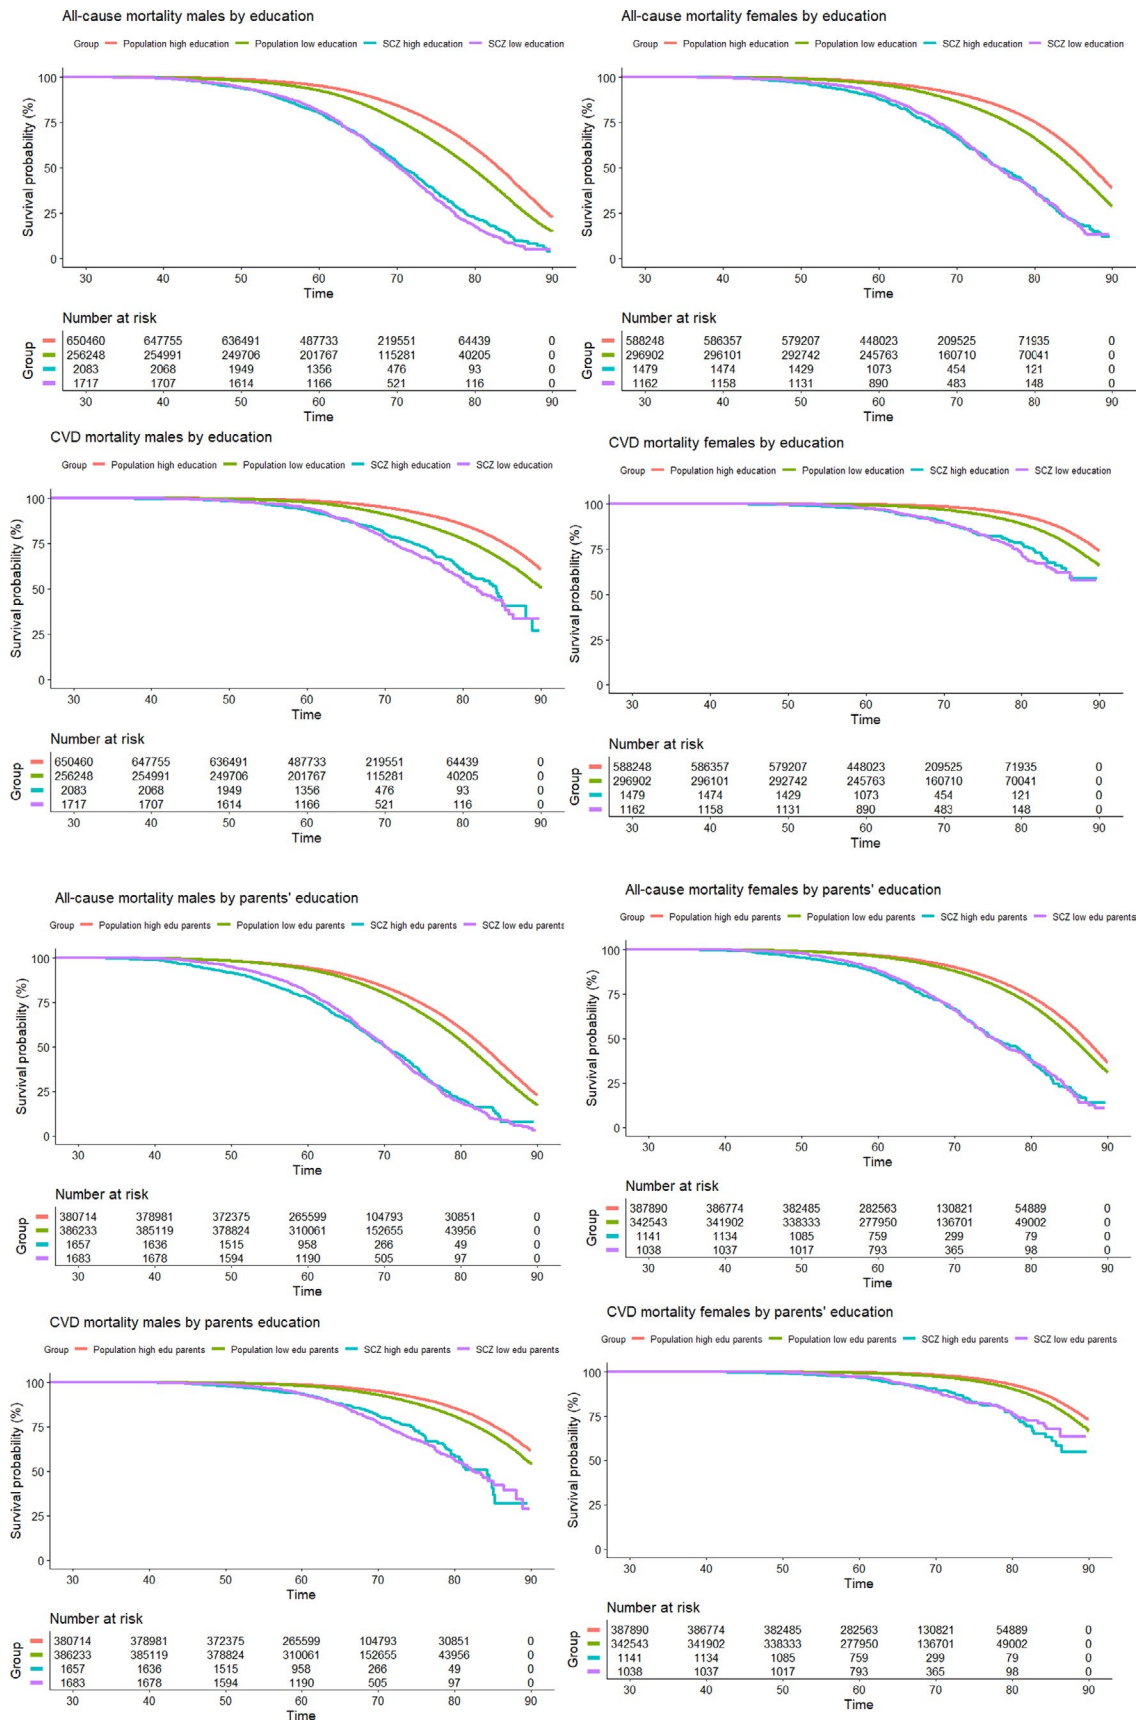 All-cause mortality males by education
Group Population high education Population low education SCZ high education SCZ low education
Survival probability (%)
100
75
50
25
0
30 40 50 60 70 80 90
Time
Number at risk
Group
650460 647755 636491 487733 219551 64439 0
256248 254991 249706 201767 115281 40205 0
2083 2068 1949 1356 476 93 0
1717 1707 1614 1166 521 116 0
30 40 50 60 70 80 90
Time
All-cause mortality females by education
Group Population high education Population low education SCZ high education SCZ low education
Survival probability (%)
100
75
50
25
0
30 40 50 60 70 80 90
Time
Number at risk
Group
588248 586357 579207 448023 209525 71935 0
296902 296101 292742 245763 160710 70041 0
1479 1474 1429 1073 454 121 0
1162 1158 1131 890 483 148 0
30 40 50 60 70 80 90
Time
CVD mortality males by education
Group Population high education Population low education SCZ high education SCZ low education
Survival probability (%)
100
75
50
25
0
30 40 50 60 70 80 90
Time
Number at risk
Group
650460 647755 636491 487733 219551 64439 0
256248 254991 249706 201767 115281 40205 0
2083 2068 1949 1356 476 93 0
1717 1707 1614 1166 521 116 0
30 40 50 60 70 80 90
Time
CVD mortality females by education
Group Population high education Population low education SCZ high education SCZ low education
Survival probability (%)
100
75
50
25
0
30 40 50 60 70 80 90
Time
Number at risk
Group
588248 586357 579207 448023 209525 71935 0
296902 296101 292742 245763 160710 70041 0
1479 1474 1429 1073 454 121 0
1162 1158 1131 890 483 148 0
30 40 50 60 70 80 90
Time
All-cause mortality males by parents' education
Group Population high edu parents Population low edu parents SCZ high edu parents SCZ low edu parents
Survival probability (%)
100
75
50
25
0
30 40 50 60 70 80 90
Time
Number at risk
Group
380714 378981 372375 265599 104793 30851 0
386233 385119 378824 310061 152655 43956 0
1657 1636 1515 958 266 49 0
1683 1678 1594 1190 505 97 0
30 40 50 60 70 80 90
Time
All-cause mortality females by parents' education
Group Population high edu parents Population low edu parents SCZ high edu parents SCZ low edu parents
Survival probability (%)
100
75
50
25
0
30 40 50 60 70 80 90
Time
Number at risk
Group
387890 386774 382485 282563 130821 54889 0
342543 341902 338333 277950 136701 49002 0
1141 1134 1085 759 299 79 0
1038 1037 1017 793 365 98 0
30 40 50 60 70 80 90
Time
CVD mortality males by parents education
Group Population high edu parents Population low edu parents SCZ high edu parents SCZ low edu parents
Survival probability (%)
100
75
50
25
0
30 40 50 60 70 80 90
Time
Number at risk
Group
380714 378981 372375 265599 104793 30851 0
386233 385119 378824 310061 152655 43956 0
1657 1636 1515 958 266 49 0
1683 1678 1594 1190 505 97 0
30 40 50 60 70 80 90
Time
CVD mortality females by parents' education
Group Population high edu parents Population low edu parents SCZ high edu parents SCZ low edu parents
Survival probability (%)
100
75
50
25
0
30 40 50 60 70 80 90
Time
Number at risk
Group
387890 386774 382485 282563 130821 54889 0
342543 341902 338333 277950 136701 49002 0
1141 1134 1085 759 299 79 0
1038 1037 1017 793 365 98 0
30 40 50 60 70 80 90
Time